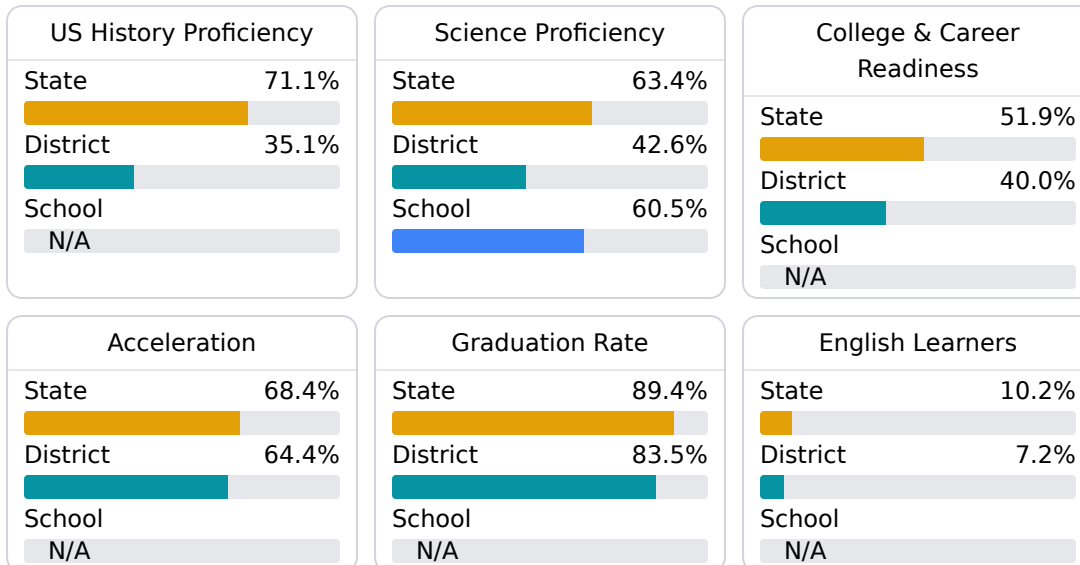 US History Proficiency
State 71.1%
District 35.1%
School
N/A
Science Proficiency
State 63.4%
District 42.6%
School 60.5%
College & Career
Readiness
State 51.9%
District 40.0%
School
N/A
Acceleration
State 68.4%
District 64.4%
School
N/A
Graduation Rate
State 89.4%
District 83.5%
School
N/A
English Learners
State 10.2%
District 7.2%
School
N/A